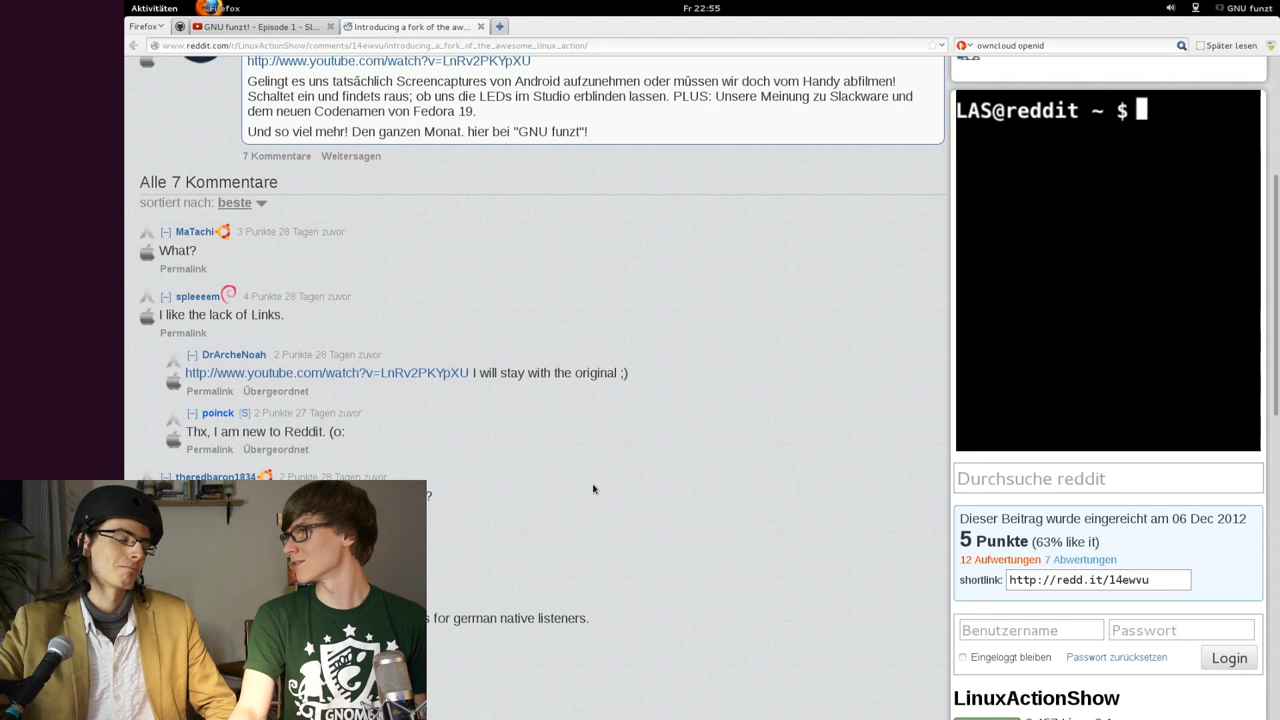 Aktivitäten
Firefox
Fr 22:55
GNU funzt
Firefox
GNU funzt! - Episode 1 - Sl...
Introducing a fork of the aw...
www.reddit.com/r/LinuxActionShow/comments/14ewvu/introducing_a_fork_of_the_awesome_linux_action/
owncloud openid
Später lesen
http://www.youtube.com/watch?v=LnRv2PKYpXU
Gelingt es uns tatsächlich Screencaptures von Android aufzunehmen oder müssen wir doch vom Handy abfilmen!
Schaltet ein und findets raus; ob uns die LEDs im Studio erblinden lassen. PLUS: Unsere Meinung zu Slackware und
dem neuen Codenamen von Fedora 19.
Und so viel mehr! Den ganzen Monat. hier bei "GNU funzt"!
7 Kommentare Weitersagen
Alle 7 Kommentare
sortiert nach: beste
[–] MaTachi 3 Punkte 28 Tagen zuvor
What?
Permalink
[–] spleeeem 4 Punkte 28 Tagen zuvor
I like the lack of Links.
Permalink
[–] DrArcheNoah 2 Punkte 28 Tagen zuvor
http://www.youtube.com/watch?v=LnRv2PKYpXU I will stay with the original ;)
Permalink Übergeordnet
[–] poinck [S] 2 Punkte 27 Tagen zuvor
Thx, I am new to Reddit. (o:
Permalink Übergeordnet
[–] theredbaron1834 2 Punkte 28 Tagen zuvor
?
s for german native listeners.
GNOME
LAS@reddit ~ $
Durchsuche reddit
Dieser Beitrag wurde eingereicht am 06 Dec 2012
5 Punkte (63% like it)
12 Aufwertungen 7 Abwertungen
shortlink: http://redd.it/14ewvu
Benutzername Passwort
Eingeloggt bleiben Passwort zurücksetzen Login
LinuxActionShow